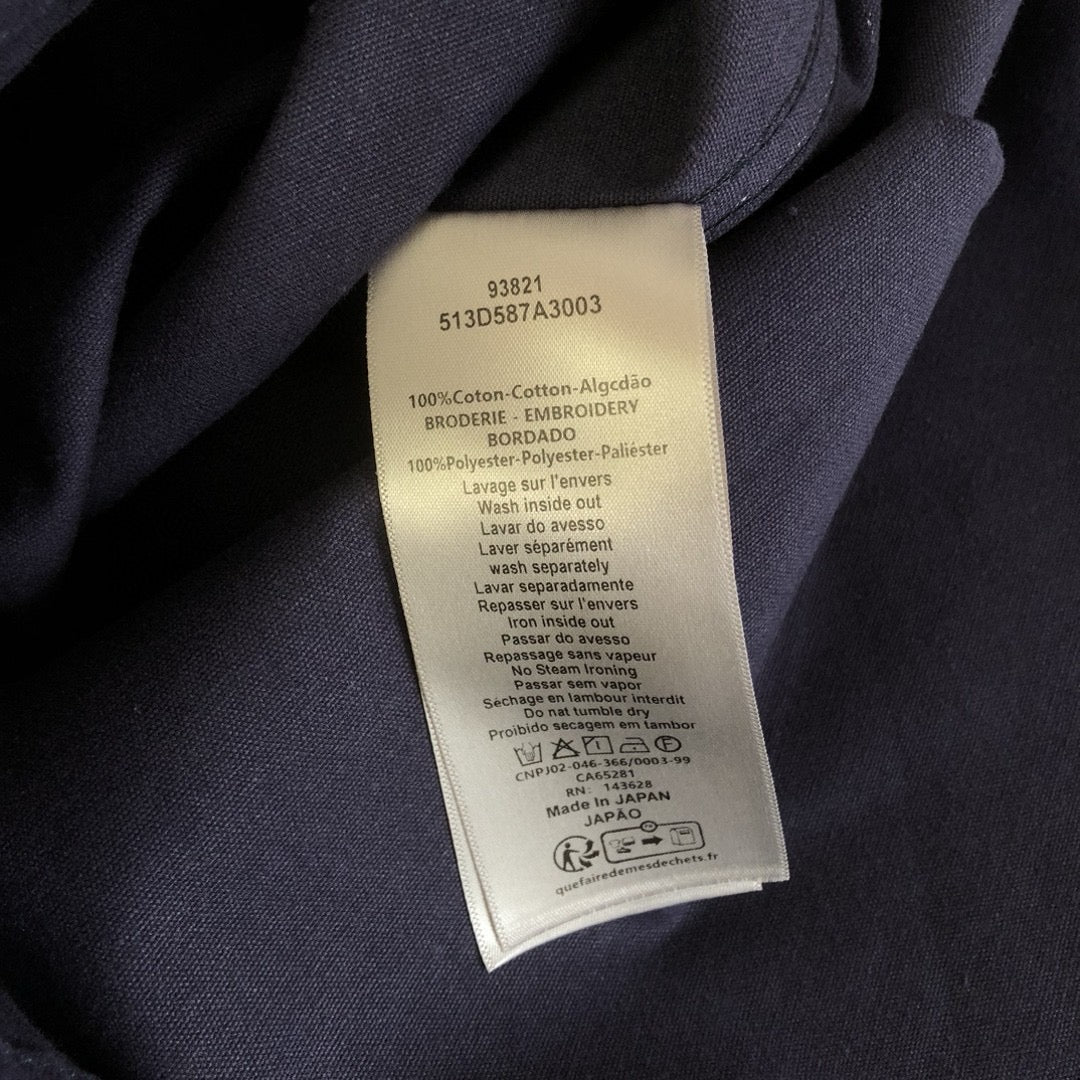 93821
513D587A3003
100%Coton-Cotton-Algcdão
BRODERIE - EMBROIDERY
BORDADO
100%Polyester-Polyester-Paliéster
Lavage sur l'envers
Wash inside out
Lavar do avesso
Laver séparément
wash separately
Lavar separadamente
Repasser sur l'envers
Iron inside out
Passar do avesso
Repassage sans vapeur
No Steam Ironing
Passar sem vapor
Séchage en lambour interdit
Do nat tumble dry
Proibido secagem em tambor
F
CNPJ02-046-366/0003-99
CA65281
RN: 143628
Made In JAPAN
JAPÃO
FR
quefairedemesdechets.fr